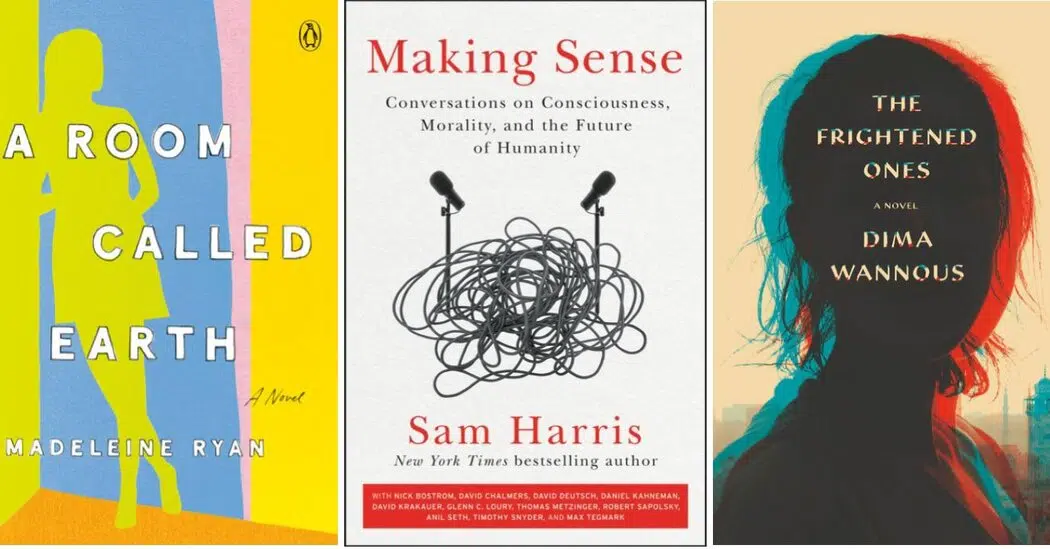 A ROOM
CALLED
EARTH
A Novel
MADELEINE RYAN
Making Sense
Conversations on Consciousness,
Morality, and the Future
of Humanity
Sam Harris
New York Times bestselling author
WITH NICK BOSTROM, DAVID CHALMERS, DAVID DEUTSCH, DANIEL KAHNEMAN,
DAVID KRAKAUER, GLENN C. LOURY, THOMAS METZINGER, ROBERT SAPOLSKY,
ANIL SETH, TIMOTHY SNYDER, AND MAX TEGMARK
THE
FRIGHTENED
ONES
A NOVEL
DIMA
WANNOUS